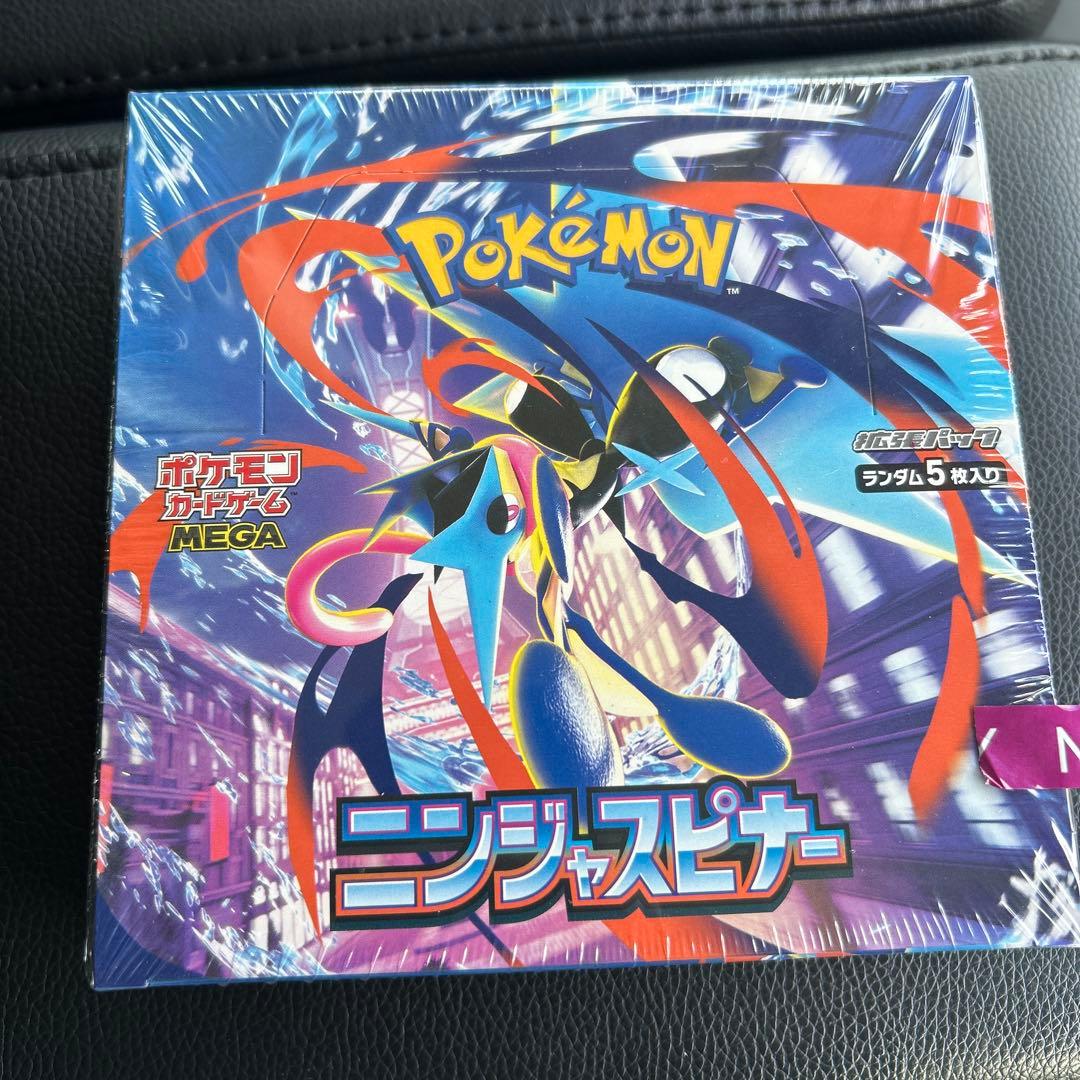 POKéMON
TM
拡張パック
ランダム5枚入り
ポケモン
カードゲーム
MEGA
ニンジャスピナー